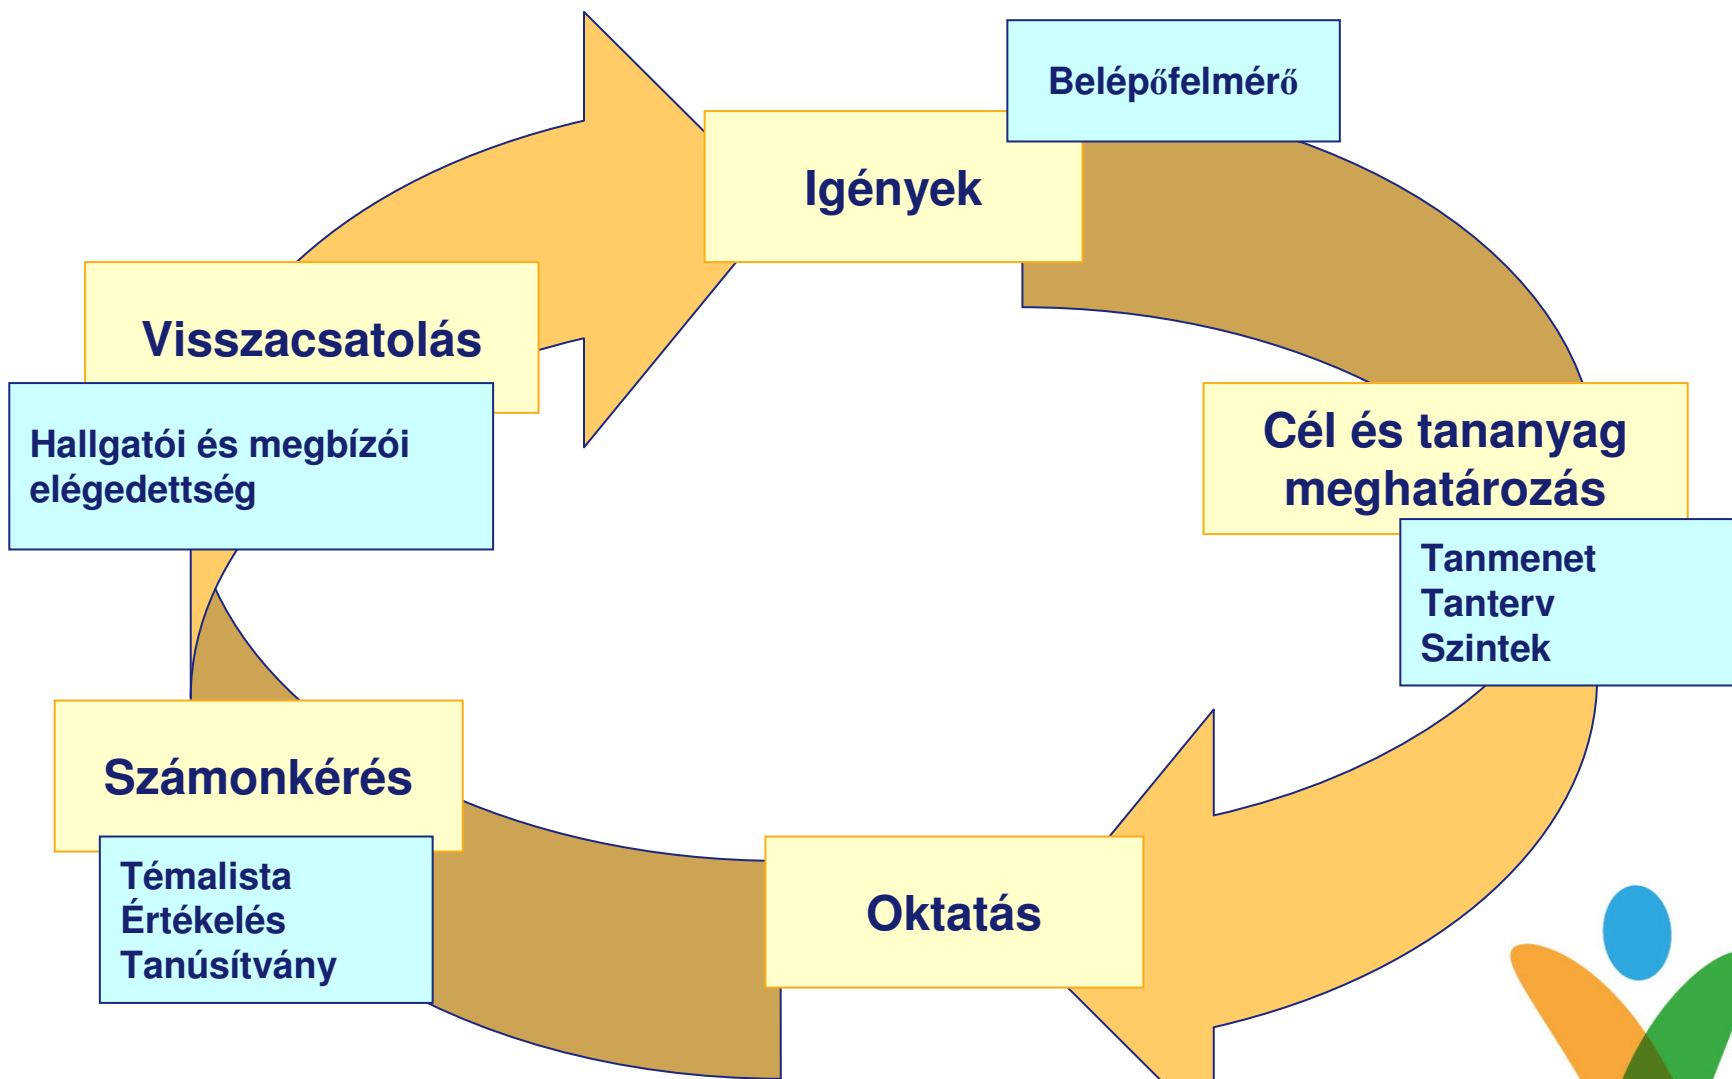 Belépőfelmérő
Igények
Visszacsatolás
Hallgatói és megbízói
elégedettség
Cél és tananyag
meghatározás
Tanmenet
Tanterv
Szintek
Számonkérés
Témalista
Értékelés
Tanúsítvány
Oktatás